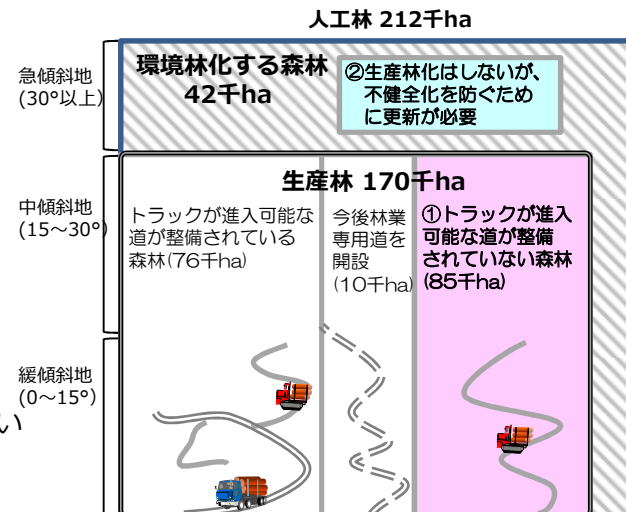 人工林 212千ha
急傾斜地
(30°以上)
環境林化する森林
42千ha
②生産林化はしないが、
不健全化を防ぐため
に更新が必要
生産林 170千ha
中傾斜地
(15～30°)
トラックが進入可能な
道が整備されている
森林(76千ha)
今後林業
専用道を
開設
(10千ha)
①トラックが進入
可能な道が整備
されていない森林
(85千ha)
緩傾斜地
(0～15°)
い